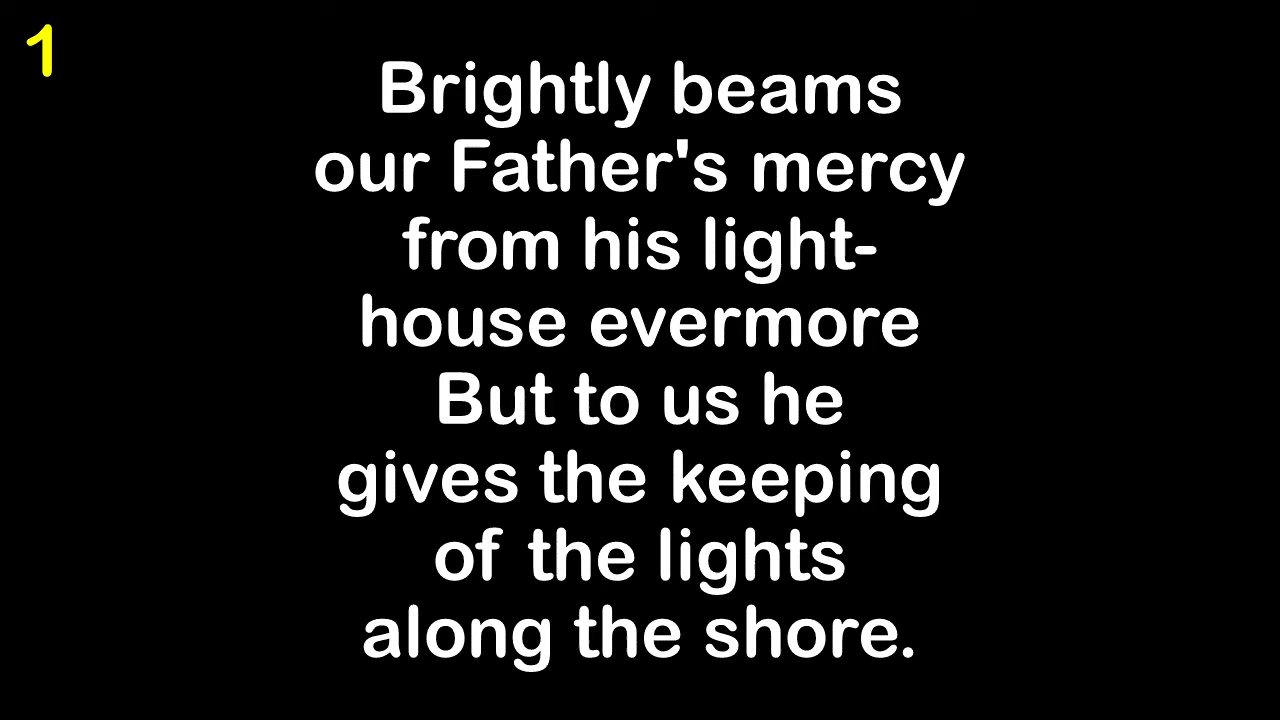 1
Brightly beams
our Father's mercy
from his light-
house evermore
But to us he
gives the keeping
of the lights
along the shore.